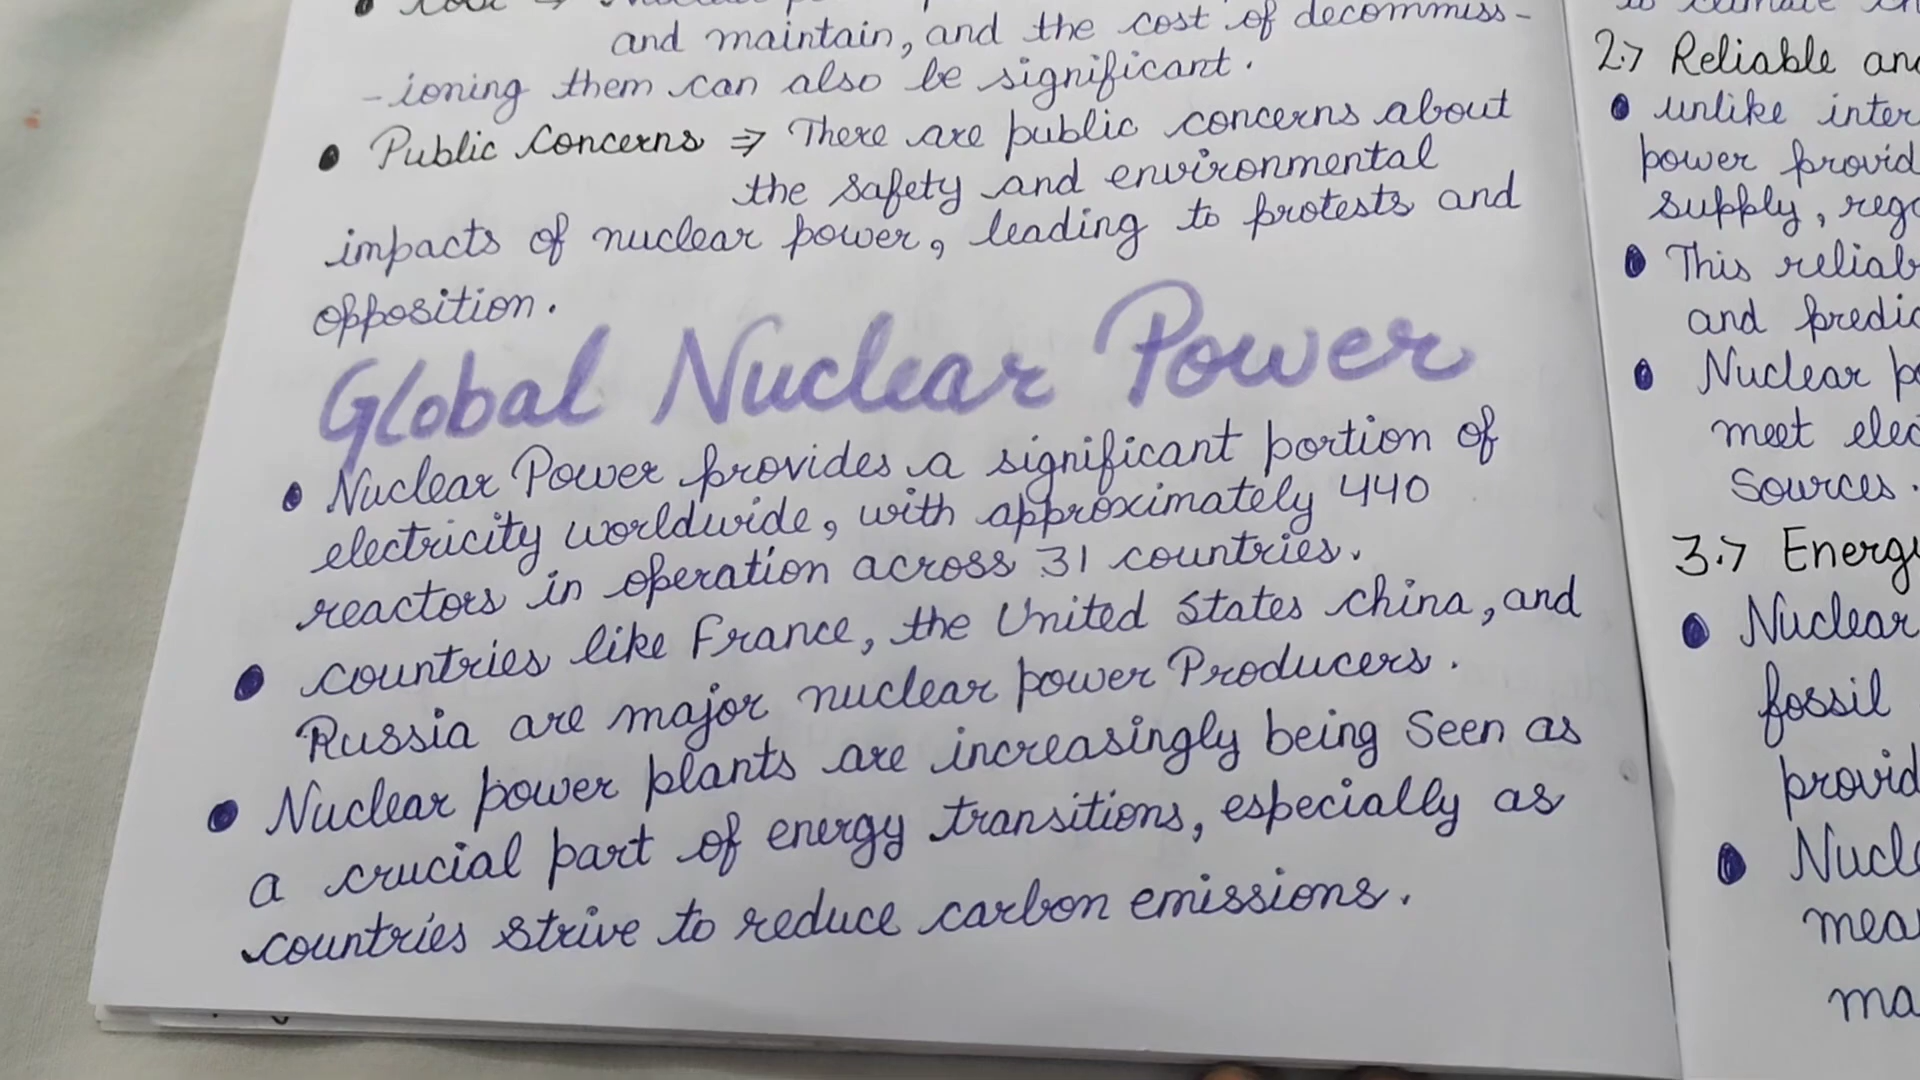 and maintain, and the cost of decommiss-
-ioning them can also be significant.
• Public Concerns ⇒ There are public concerns about
the safety and environmental
impacts of nuclear power, leading to protests and
opposition.
Global Nuclear Power
• Nuclear Power provides a significant portion of
electricity worldwide, with approximately 440
reactors in operation across 31 countries.
• countries like France, the United States china, and
Russia are major nuclear power Producers.
• Nuclear power plants are increasingly being Seen as
a crucial part of energy transitions, especially as
countries strive to reduce carbon emissions.
2.> Reliable and
• unlike inter
power provid
supply, reg
• This reliab
and predic
• Nuclear po
meet elec
Sources.
3.> Energy
• Nuclear
fossil
provid
• Nucle
mea
ma